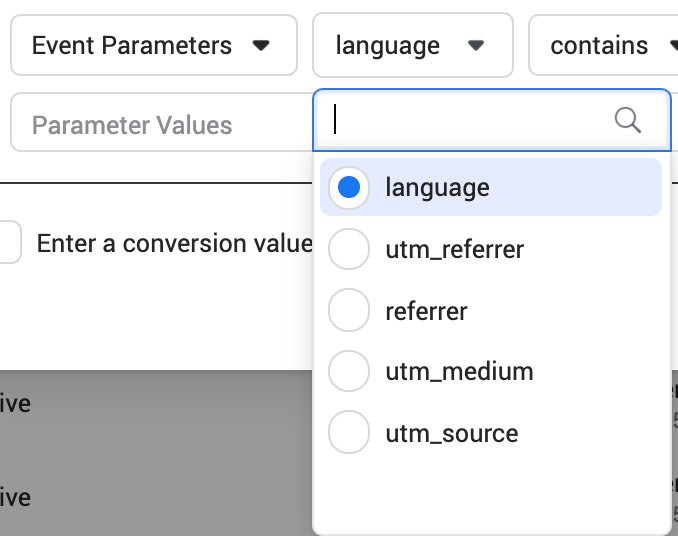 Event Parameters language contains
Parameter Values
language
Enter a conversion value
utm_referrer
referrer
utm_medium
ive
utm_source
ive